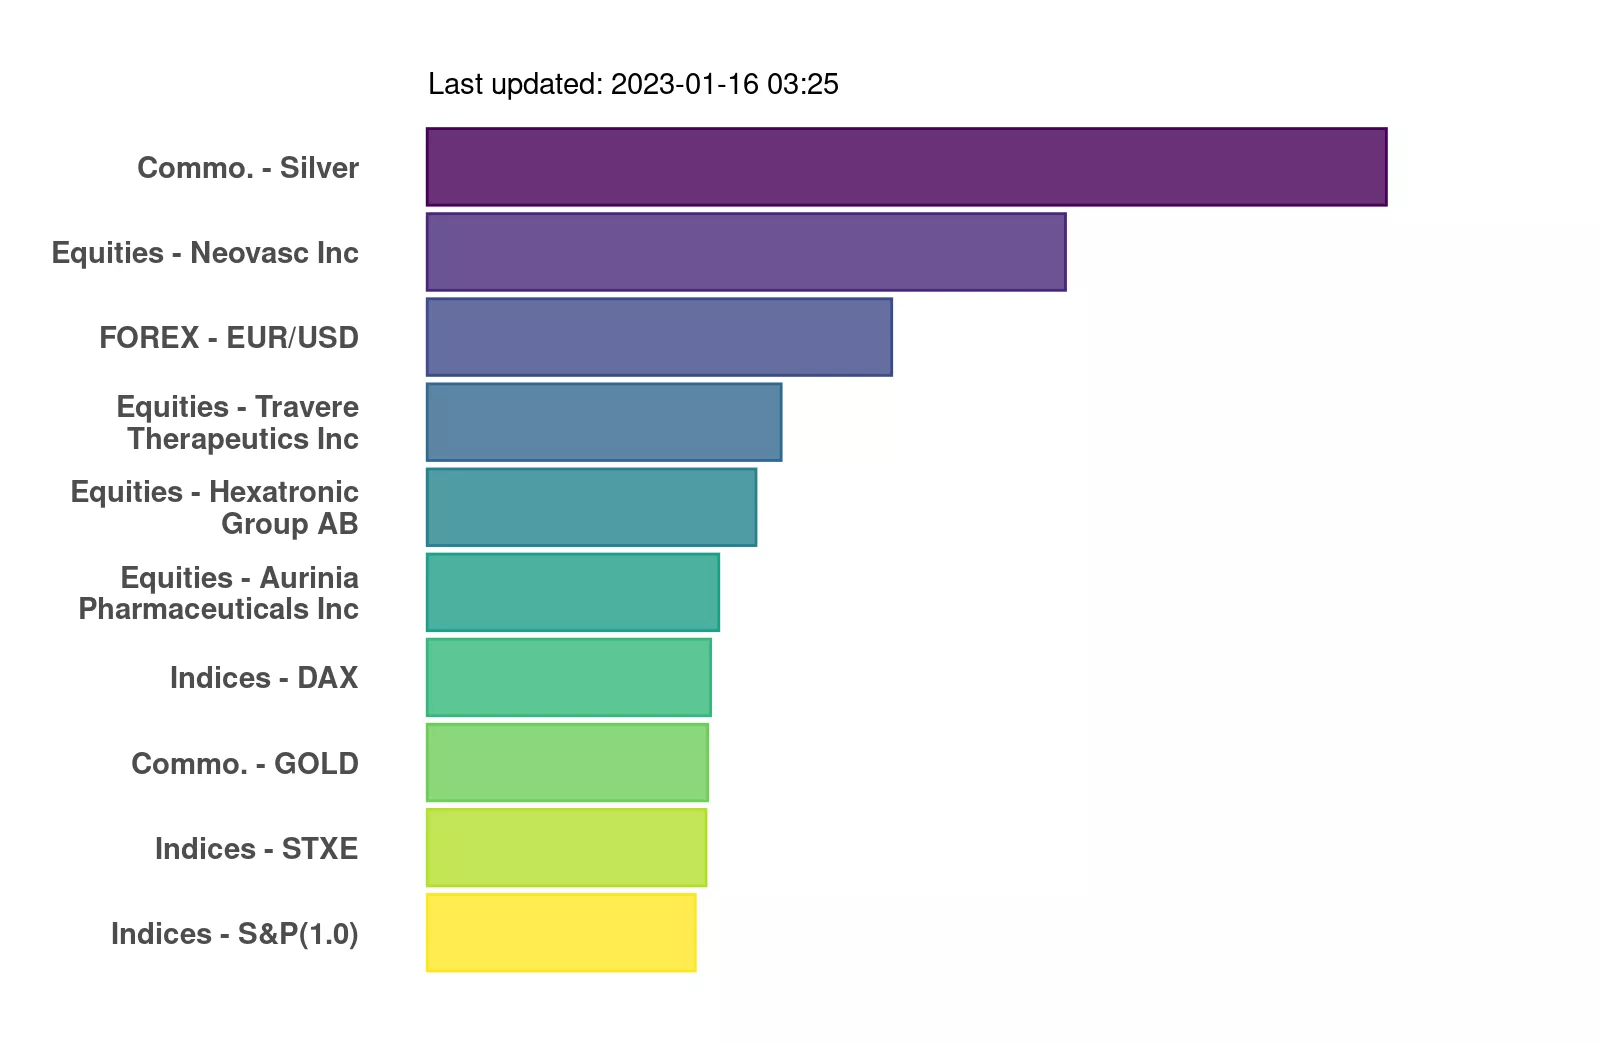 Last updated: 2023-01-16 03:25
Commo. - Silver
Equities - Neovasc Inc
FOREX - EUR/USD
Equities - Travere
Therapeutics Inc
Equities - Hexatronic
Group AB
Equities - Aurinia
Pharmaceuticals Inc
Indices - DAX
Commo. - GOLD
Indices - STXE
Indices - S&P(1.0)